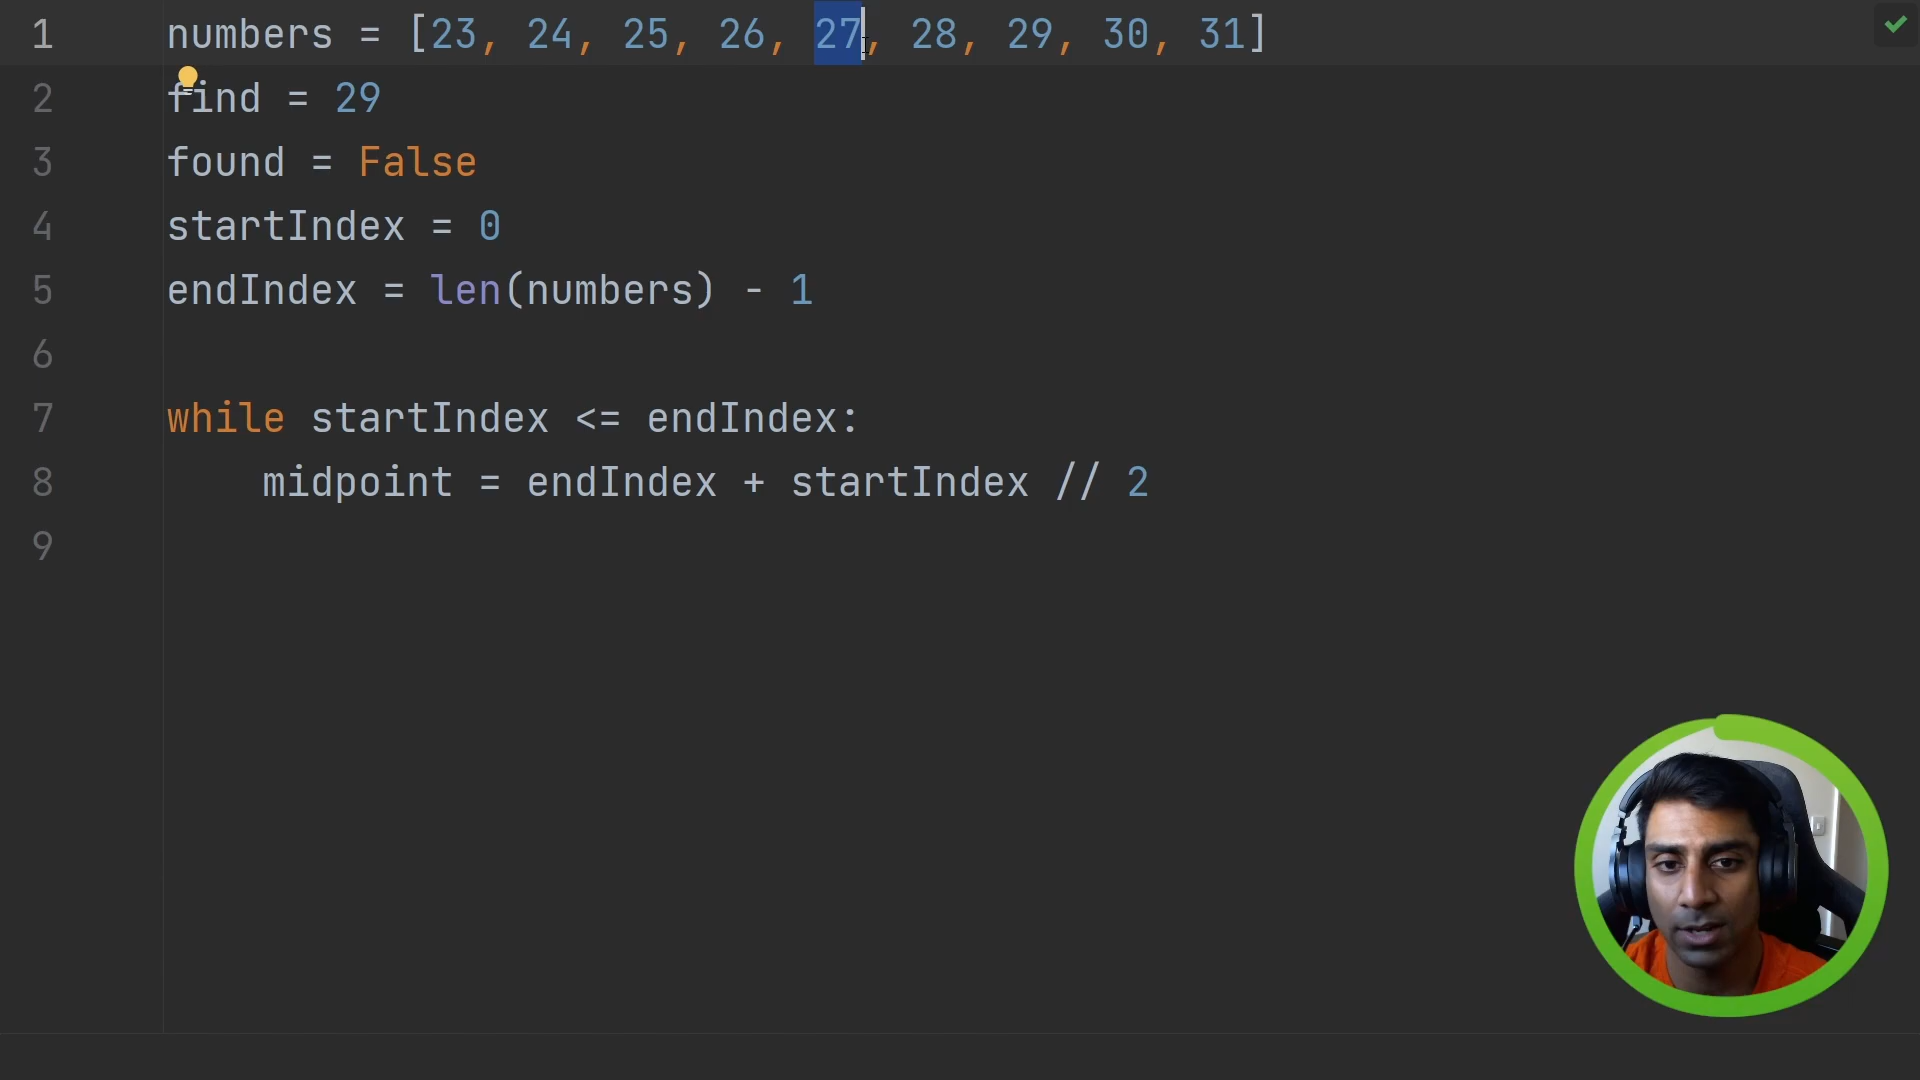 1 numbers = [23, 24, 25, 26, 27, 28, 29, 30, 31]
2 find = 29
3 found = False
4 startIndex = 0
5 endIndex = len(numbers) - 1
6
7 while startIndex <= endIndex:
8     midpoint = endIndex + startIndex // 2
9